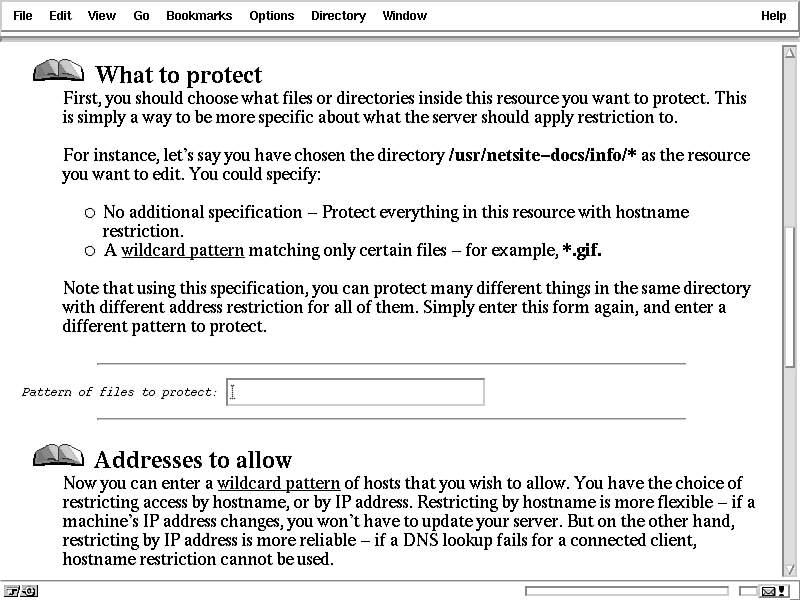 File Edit View Go Bookmarks Options Directory Window Help
What to protect
First, you should choose what files or directories inside this resource you want to protect. This
is simply a way to be more specific about what the server should apply restriction to.
For instance, let's say you have chosen the directory /usr/netsite-docs/info/* as the resource
you want to edit. You could specify:
No additional specification – Protect everything in this resource with hostname
restriction.
A wildcard pattern matching only certain files – for example, *.gif.
Note that using this specification, you can protect many different things in the same directory
with different address restriction for all of them. Simply enter this form again, and enter a
different pattern to protect.
Pattern of files to protect:
Addresses to allow
Now you can enter a wildcard pattern of hosts that you wish to allow. You have the choice of
restricting access by hostname, or by IP address. Restricting by hostname is more flexible – if a
machine's IP address changes, you won't have to update your server. But on the other hand,
restricting by IP address is more reliable – if a DNS lookup fails for a connected client,
hostname restriction cannot be used.